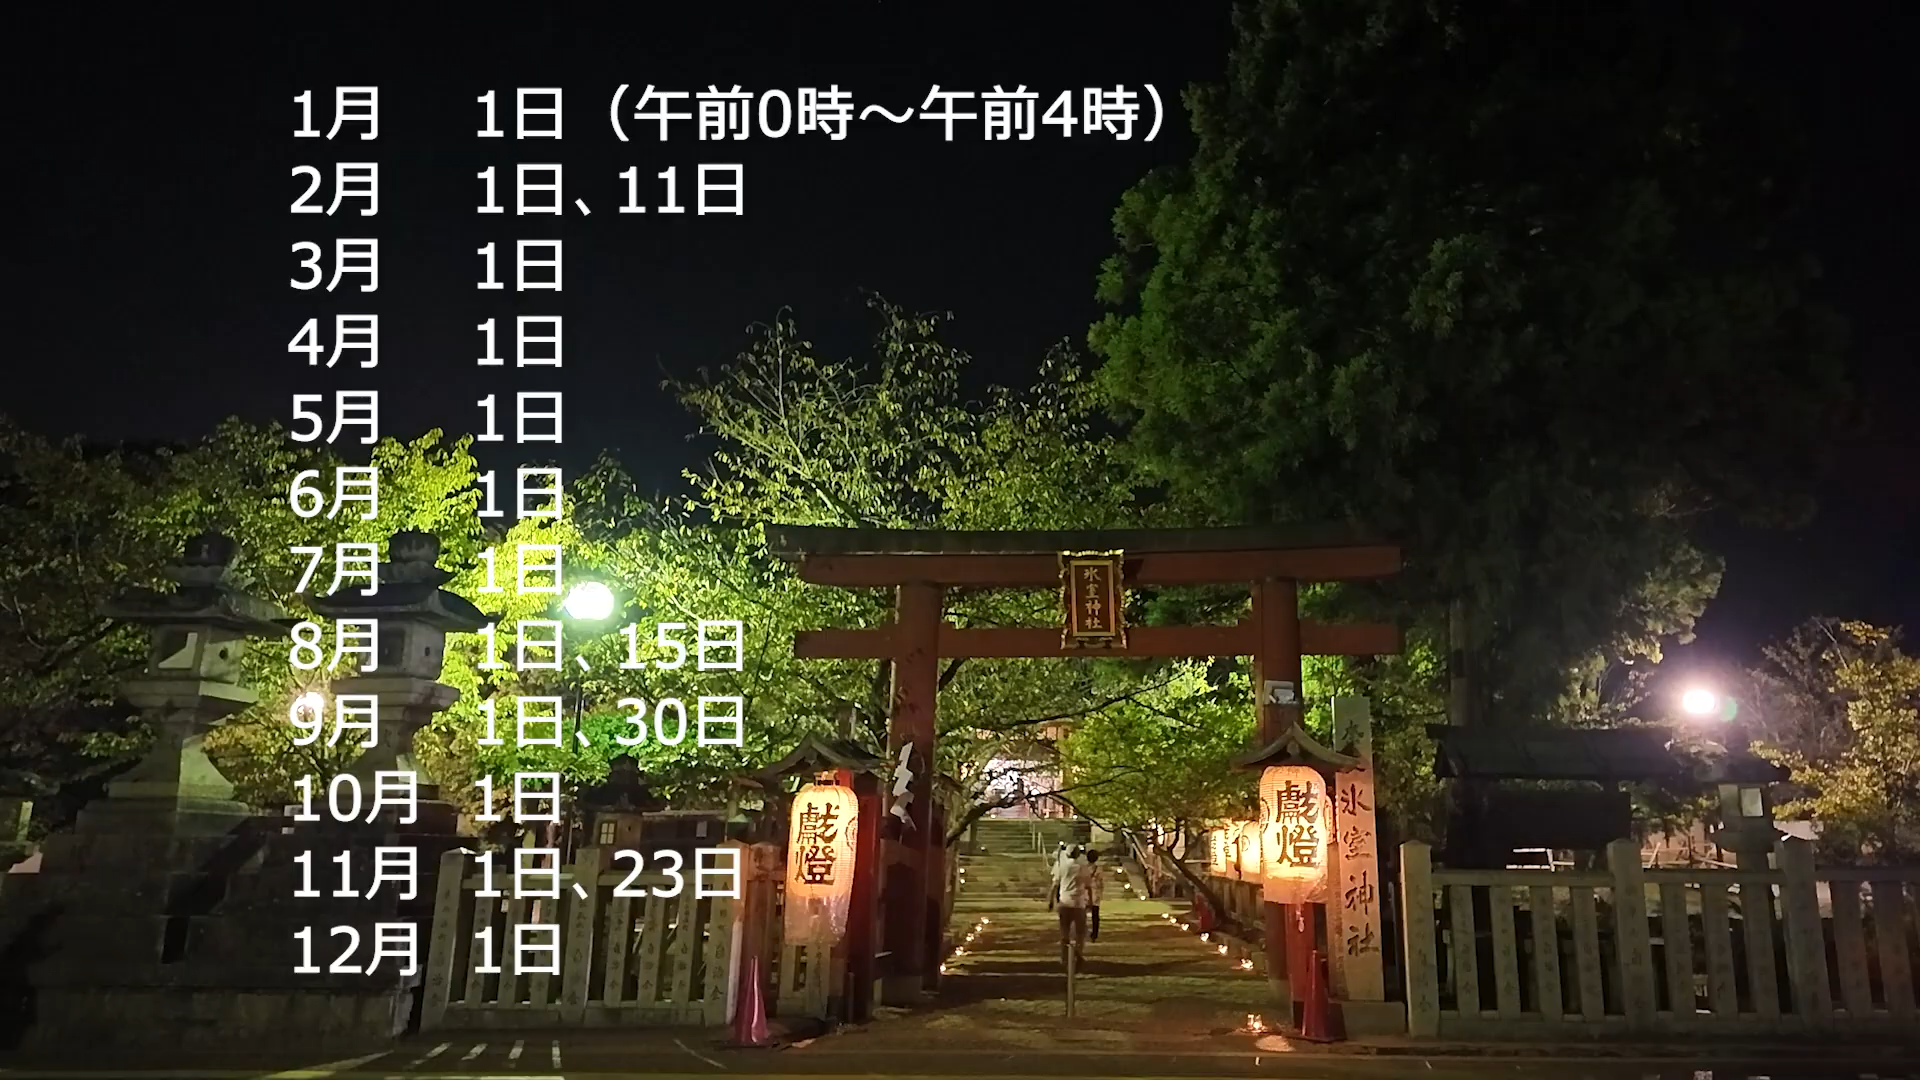 1月 1日（午前0時～午前4時）
2月 1日、11日
3月 1日
4月 1日
5月 1日
6月 1日
7月 1日
8月 1日、15日
9月 1日、30日
10月 1日
11月 1日、23日
12月 1日
氷室神社
獻燈
獻燈
氷室神社